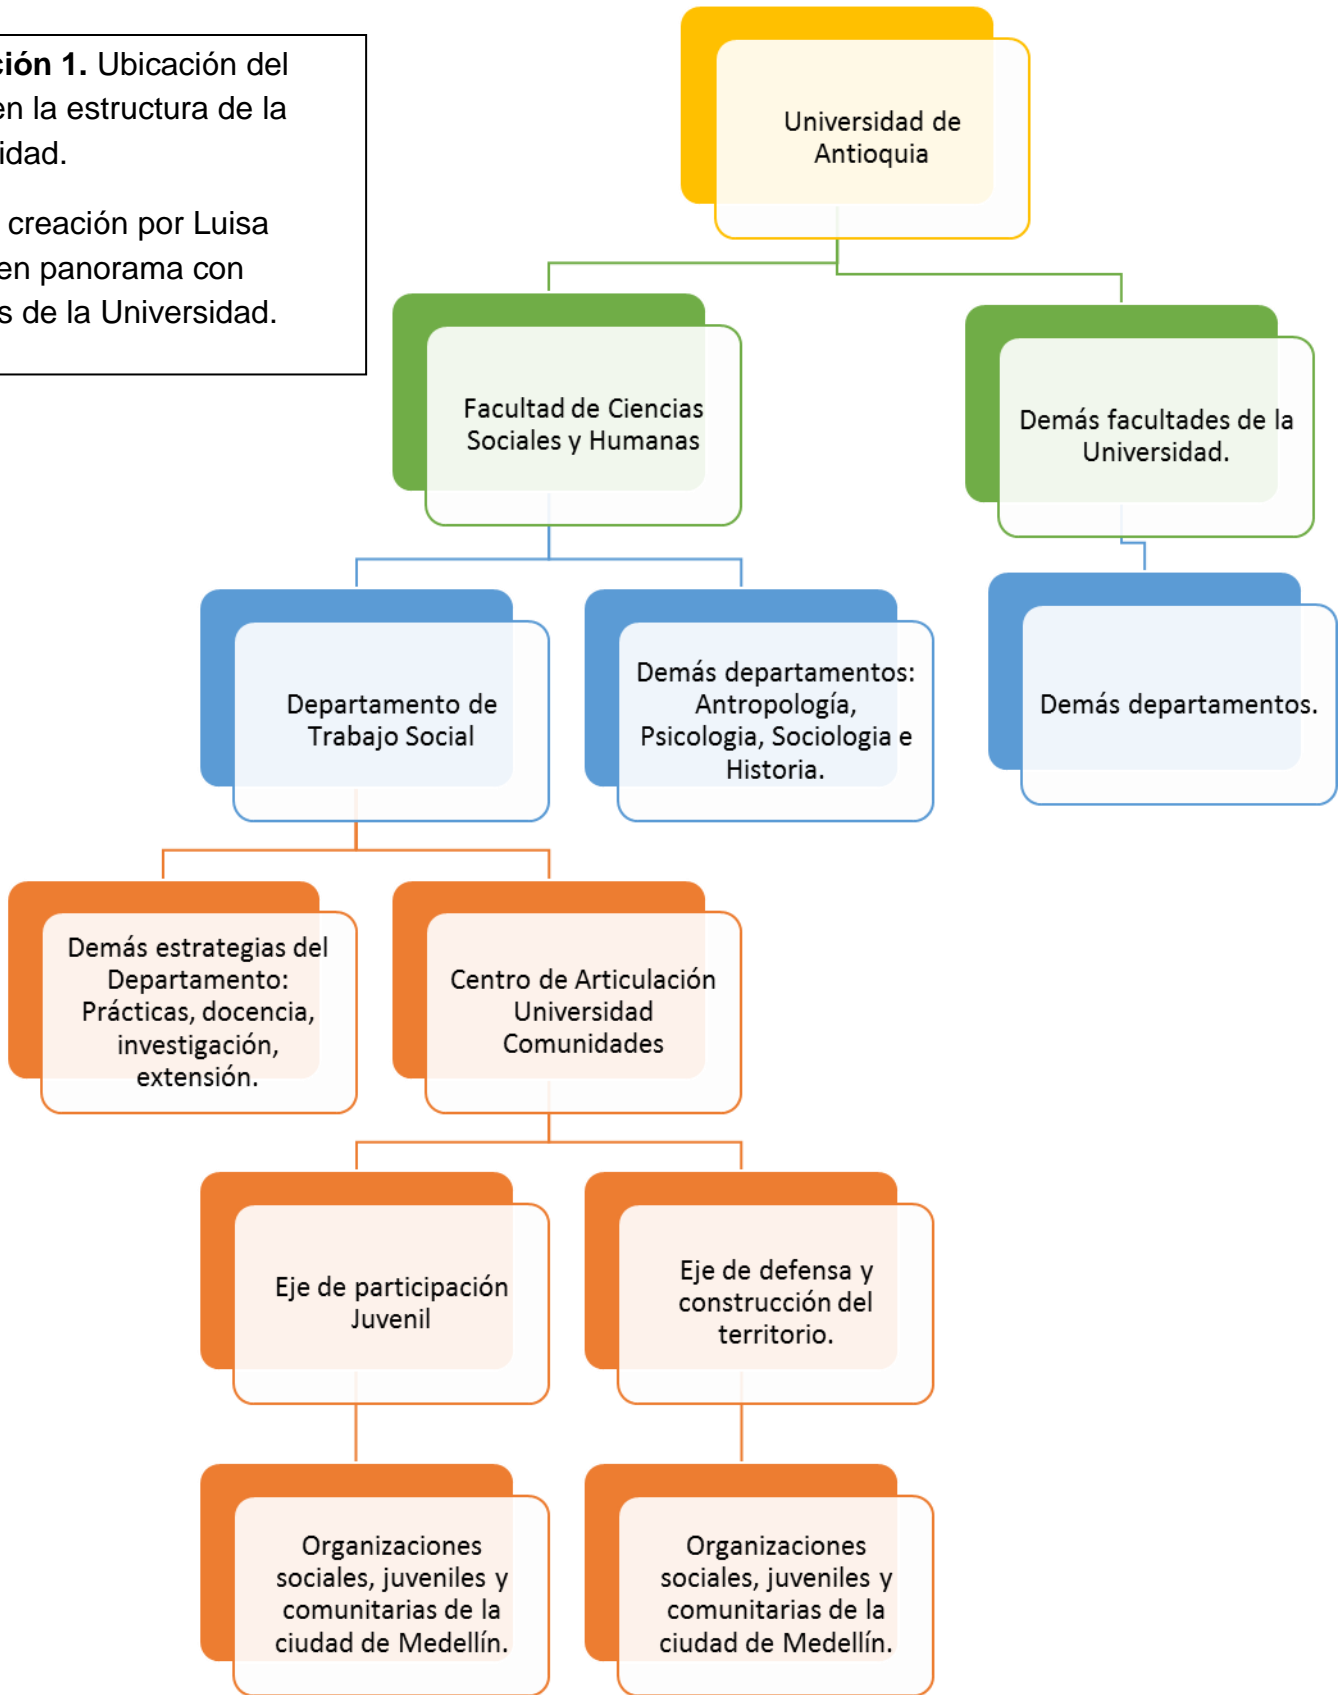 ción 1. Ubicación del
en la estructura de la
idad.
creación por Luisa
en panorama con
s de la Universidad.
Universidad de
Antioquia
Facultad de Ciencias
Sociales y Humanas
Demás facultades de la
Universidad.
Departamento de
Trabajo Social
Demás departamentos:
Antropología,
Psicologia, Sociologia e
Historia.
Demás departamentos.
Demás estrategias del
Departamento:
Prácticas, docencia,
investigación,
extensión.
Centro de Articulación
Universidad
Comunidades
Eje de participación
Juvenil
Eje de defensa y
construcción del
territorio.
Organizaciones
sociales, juveniles y
comunitarias de la
ciudad de Medellín.
Organizaciones
sociales, juveniles y
comunitarias de la
ciudad de Medellín.